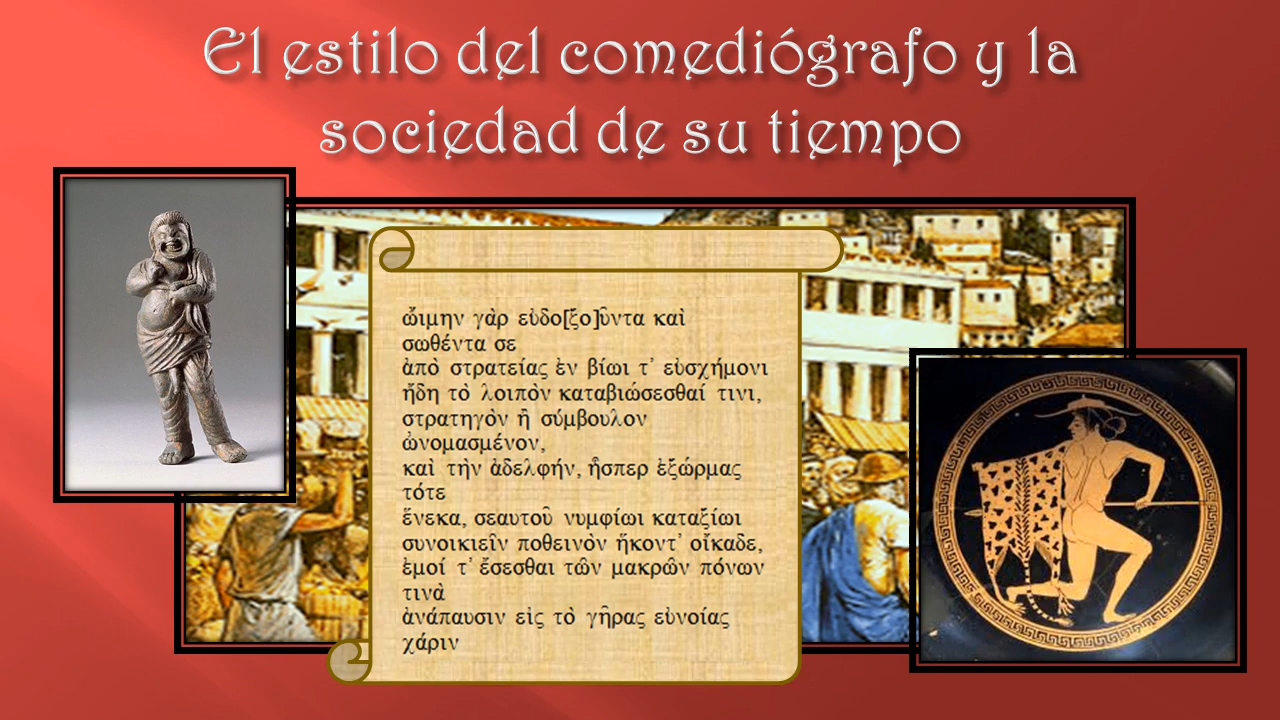 El estilo del comediógrafo y la
sociedad de su tiempo
ὤιμην γὰρ εὐδο[ξο]ῦντα καὶ
σωθέντα σε
ἀπὸ στρατείας ἐν βίωι τ’ εὐσχήμονι
ἤδη τὸ λοιπὸν καταβιώσεσθαί τινι,
στρατηγὸν ἢ σύμβουλον
ὠνομασμένον,
καὶ τὴν ἀδελφήν, ἧσπερ ἐξώρμας
τότε
ἕνεκα, σεαυτοῦ νυμφίωι καταξίωι
συνοικιεῖν ποθεινὸν ἥκοντ’ οἴκαδε,
ἐμοί τ’ ἔσεσθαι τῶν μακρῶν πόνων
τινὰ
ἀνάπαυσιν εἰς τὸ γῆρας εὐνοίας
χάριν